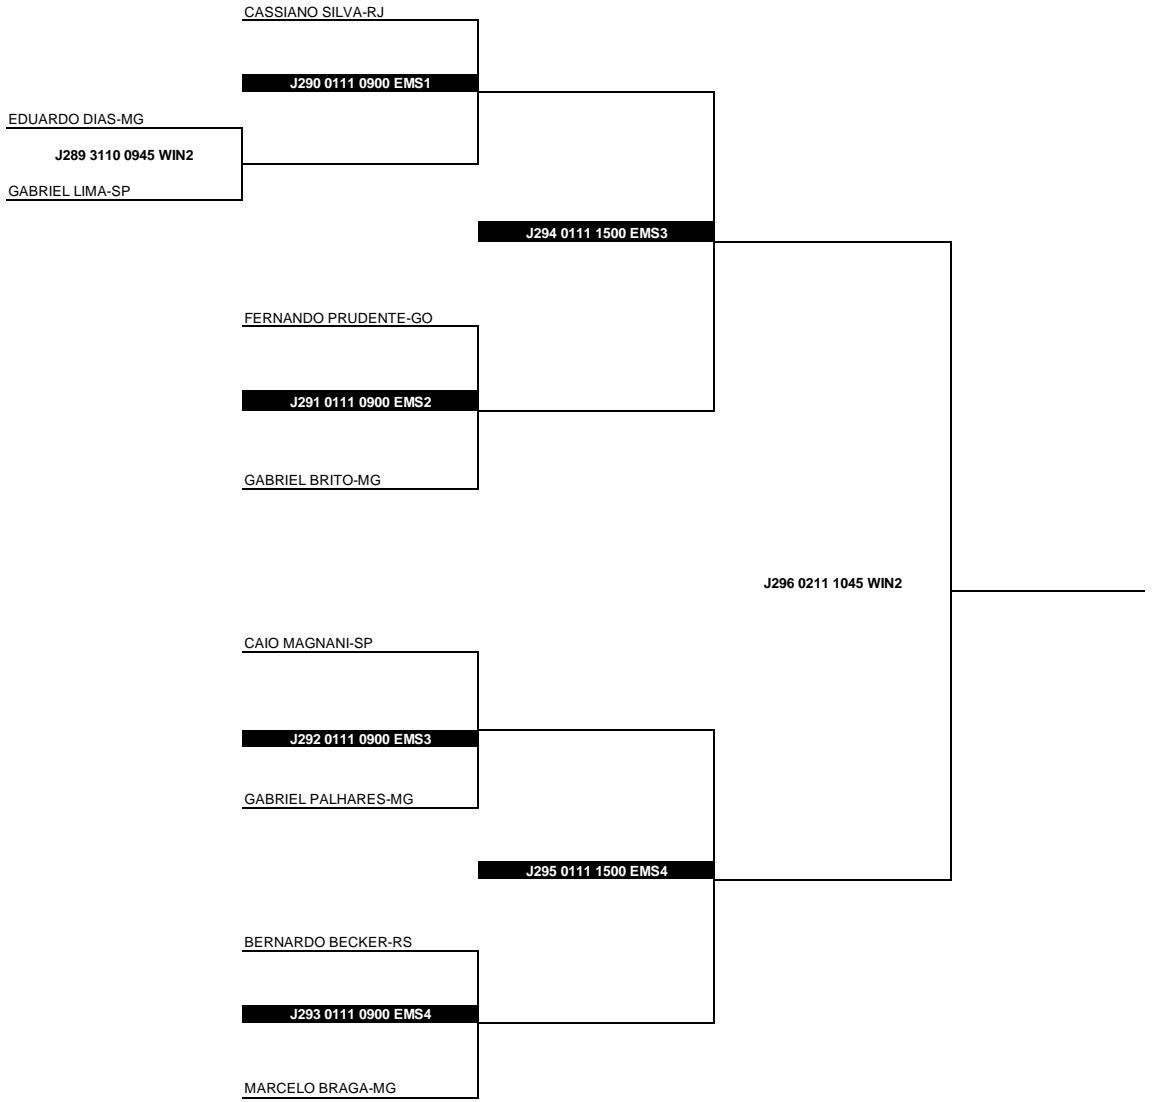 CASSIANO SILVA-RJ
J290 0111 0900 EMS1
EDUARDO DIAS-MG
J289 3110 0945 WIN2
GABRIEL LIMA-SP
J294 0111 1500 EMS3
FERNANDO PRUDENTE-GO
J291 0111 0900 EMS2
GABRIEL BRITO-MG
J296 0211 1045 WIN2
CAIO MAGNANI-SP
J292 0111 0900 EMS3
GABRIEL PALHARES-MG
J295 0111 1500 EMS4
BERNARDO BECKER-RS
J293 0111 0900 EMS4
MARCELO BRAGA-MG